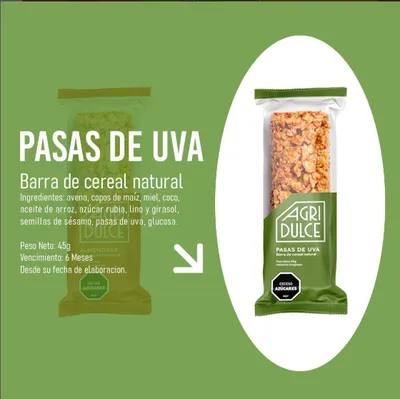 PASAS DE UVA
Barra de cereal natural
Ingredientes: avena, copos de maíz, miel, coco,
aceite de arroz, azúcar rubia, lino y girasol,
semillas de sésamo, pasas de uva, glucosa.
Peso Neto: 45g
Vencimiento: 6 Meses
Desde su fecha de elaboracion.
AGRI
DULCE
PASAS DE UVA
Barra de cereal natural
EXCESO
AZÚCARES